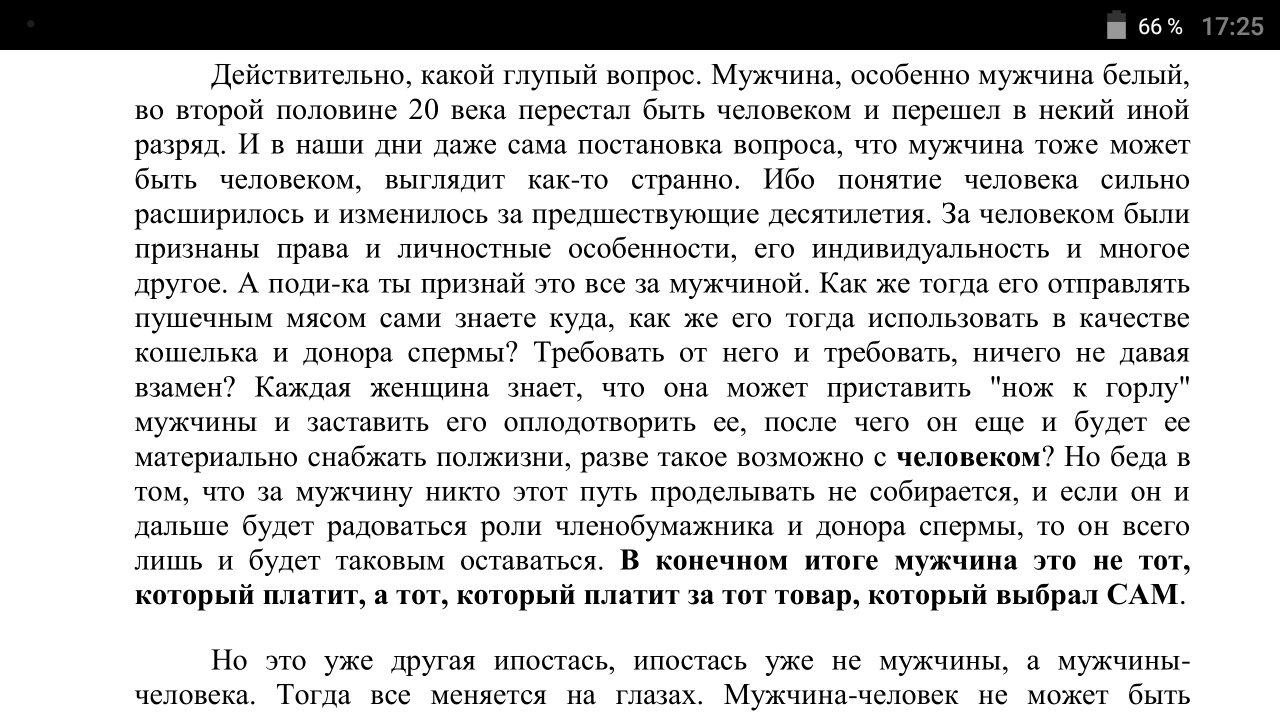 66 % 17:25
Действительно, какой глупый вопрос. Мужчина, особенно мужчина белый,
во второй половине 20 века перестал быть человеком и перешел в некий иной
разряд. И в наши дни даже сама постановка вопроса, что мужчина тоже может
быть человеком, выглядит как-то странно. Ибо понятие человека сильно
расширилось и изменилось за предшествующие десятилетия. За человеком были
признаны права и личностные особенности, его индивидуальность и многое
другое. А поди-ка ты признай это все за мужчиной. Как же тогда его отправлять
пушечным мясом сами знаете куда, как же его тогда использовать в качестве
кошелька и донора спермы? Требовать от него и требовать, ничего не давая
взамен? Каждая женщина знает, что она может приставить "нож к горлу"
мужчины и заставить его оплодотворить ее, после чего он еще и будет ее
материально снабжать полжизни, разве такое возможно с человеком? Но беда в
том, что за мужчину никто этот путь проделывать не собирается, и если он и
дальше будет радоваться роли членобумажника и донора спермы, то он всего
лишь и будет таковым оставаться. В конечном итоге мужчина это не тот,
который платит, а тот, который платит за тот товар, который выбрал САМ.
Но это уже другая ипостась, ипостась уже не мужчины, а мужчины-
человека. Тогда все меняется на глазах. Мужчина-человек не может быть